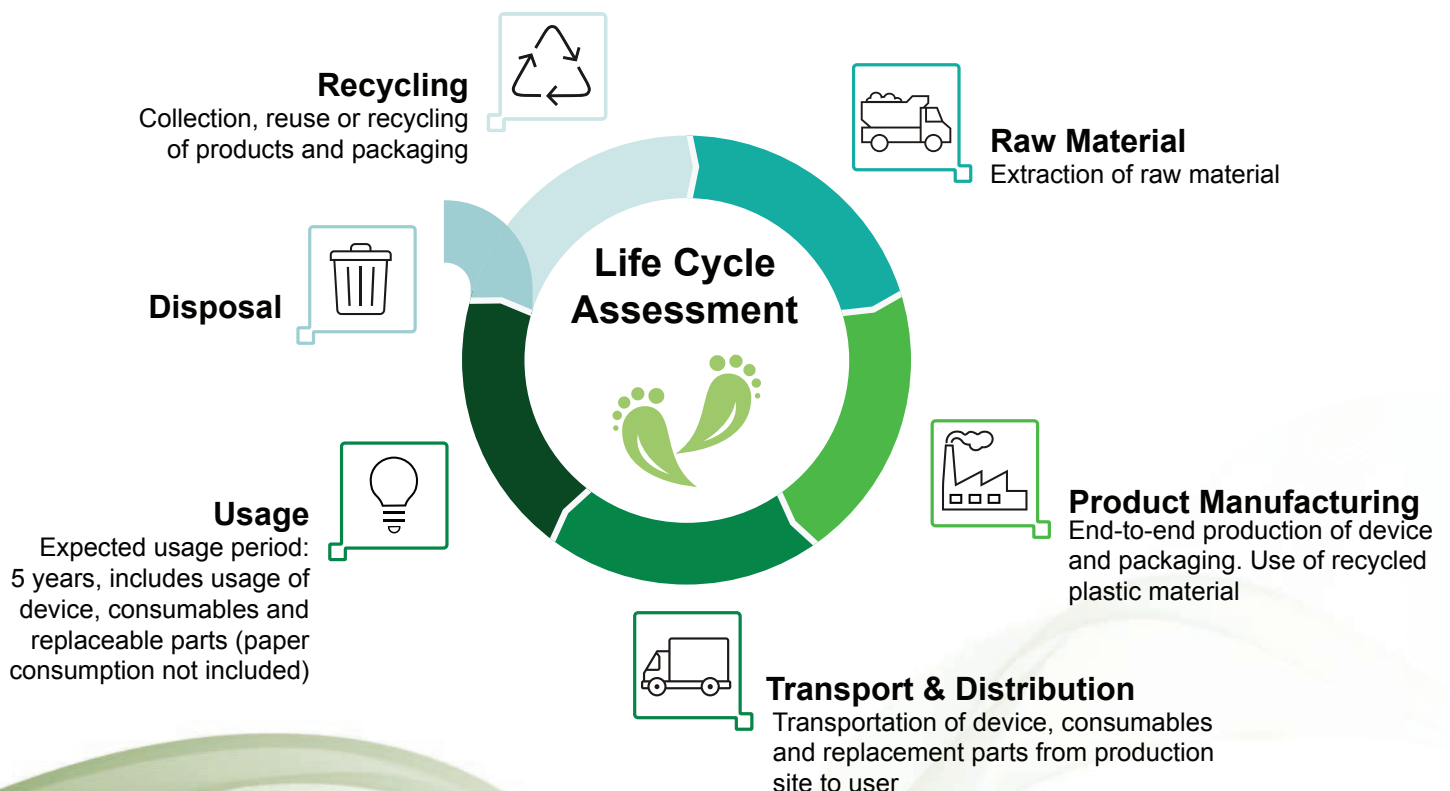 Life Cycle
Assessment
Raw Material
Extraction of raw material
Product Manufacturing
End-to-end production of device
and packaging. Use of recycled
plastic material
Transport & Distribution
Transportation of device, consumables
and replacement parts from production
site to user
Usage
Expected usage period:
5 years, includes usage of
device, consumables and
replaceable parts (paper
consumption not included)
Disposal
Recycling
Collection, reuse or recycling
of products and packaging